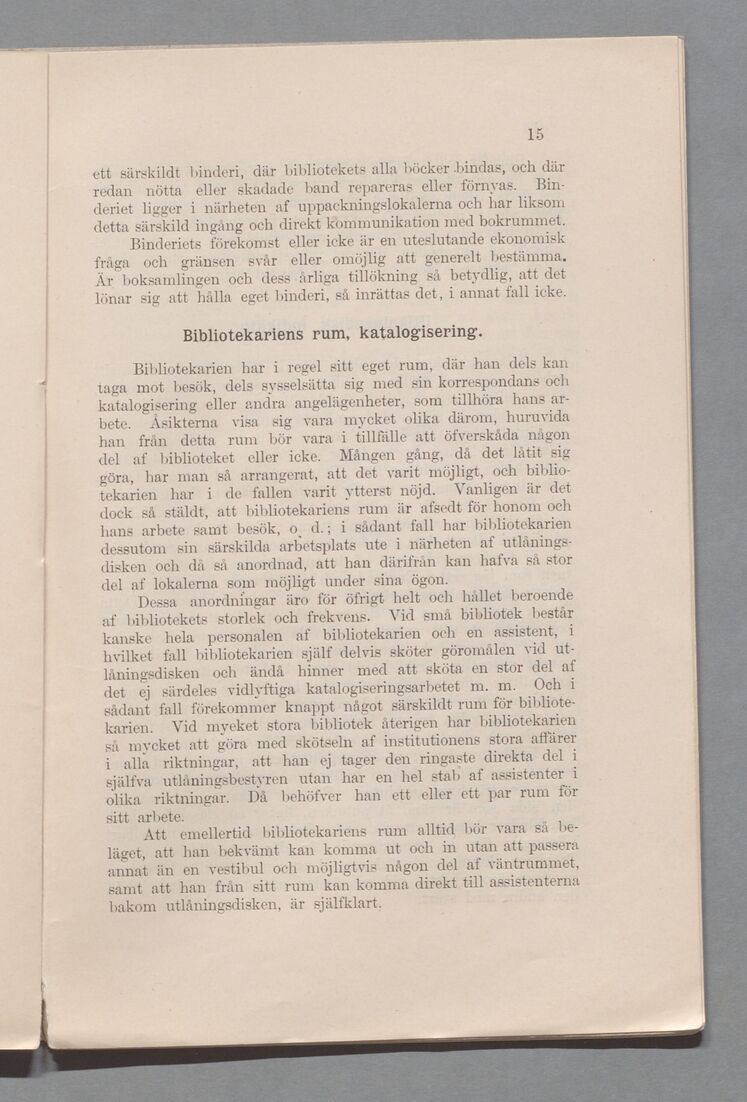 15
ett särskildt binderi, där bibliotekets alla böcker bindas, och där
redan nötta eller skadade band repareras eller förnyas. Bin-
deriet ligger i närheten af uppackningslokalerna och har liksom
detta särskild ingång och direkt kommunikation med bokrummet.
Binderiets förekomst eller icke är en uteslutande ekonomisk
fråga och gränsen svår eller omöjlig att generelt bestämma.
Är boksamlingen och dess årliga tillökning så betydlig, att det
lönar sig att hålla eget binderi, så inrättas det, i annat fall icke.
Bibliotekariens rum, katalogisering.
Bibliotekarien har i regel sitt eget rum, där han dels kan
taga mot besök, dels sysselsätta sig med sin korrespondans och
katalogisering eller andra angelägenheter, som tillhöra hans ar-
bete. Åsikterna visa sig vara mycket olika därom, huruvida
han från detta rum bör vara i tillfälle att öfverskåda någon
del af biblioteket eller icke. Mången gång, då det låtit sig
göra, har man så arrangerat, att det varit möjligt, och biblio-
tekarien har i de fallen varit ytterst nöjd. Vanligen är det
dock så stäldt, att bibliotekariens rum är afsedt för honom och
hans arbete samt besök, o. d.; i sådant fall har bibliotekarien
dessutom sin särskilda arbetsplats ute i närheten af utlånings-
disken och då så anordnad, att han därifrån kan hafva så stor
del af lokalerna som möjligt under sina ögon.
Dessa anordningar äro för öfrigt helt och hållet beroende
af bibliotekets storlek och frekvens. Vid små bibliotek består
kanske hela personalen af bibliotekarien och en assistent, i
hvilket fall bibliotekarien själf delvis sköter göromålen vid ut-
låningsdisken och ändå hinner med att sköta en stor del af
det ej särdeles vidlyftiga katalogiseringsarbetet m. m. Och i
sådant fall förekommer knappt något särskildt rum för bibliote-
karien. Vid mycket stora bibliotek återigen har bibliotekarien
så mycket att göra med skötseln af institutionens stora affärer
i alla riktningar, att han ej tager den ringaste direkta del i
själfva utlåningsbestyren utan har en hel stab af assistenter i
olika riktningar. Då behöfver han ett eller ett par rum för
sitt arbete.
Att emellertid bibliotekariens rum alltid bör vara så be-
läget, att han bekvämt kan komma ut och in utan att passera
annat än en vestibul och möjligtvis någon del af väntrummet,
samt att han från sitt rum kan komma direkt till assistenterna
bakom utlåningsdisken, är själfklart.